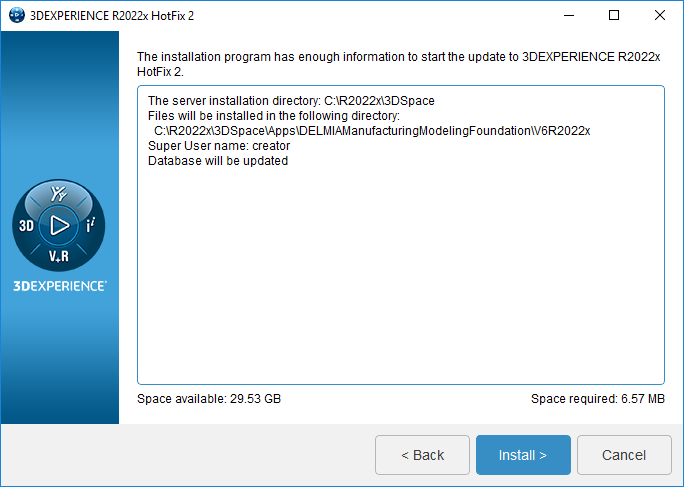 3DEXPERIENCE R2022x HotFix 2
The installation program has enough information to start the update to 3DEXPERIENCE R2022x
HotFix 2.
The server installation directory: C:\R2022x\3DSpace
Files will be installed in the following directory:
C:\R2022x\3DSpace\Apps\DELMIAManufacturingModelingFoundation\V6R2022x
Super User name: creator
Database will be updated
3D
i²
V+R
3DEXPERIENCE
Space available: 29.53 GB
Space required: 6.57 MB
< Back
Install >
Cancel